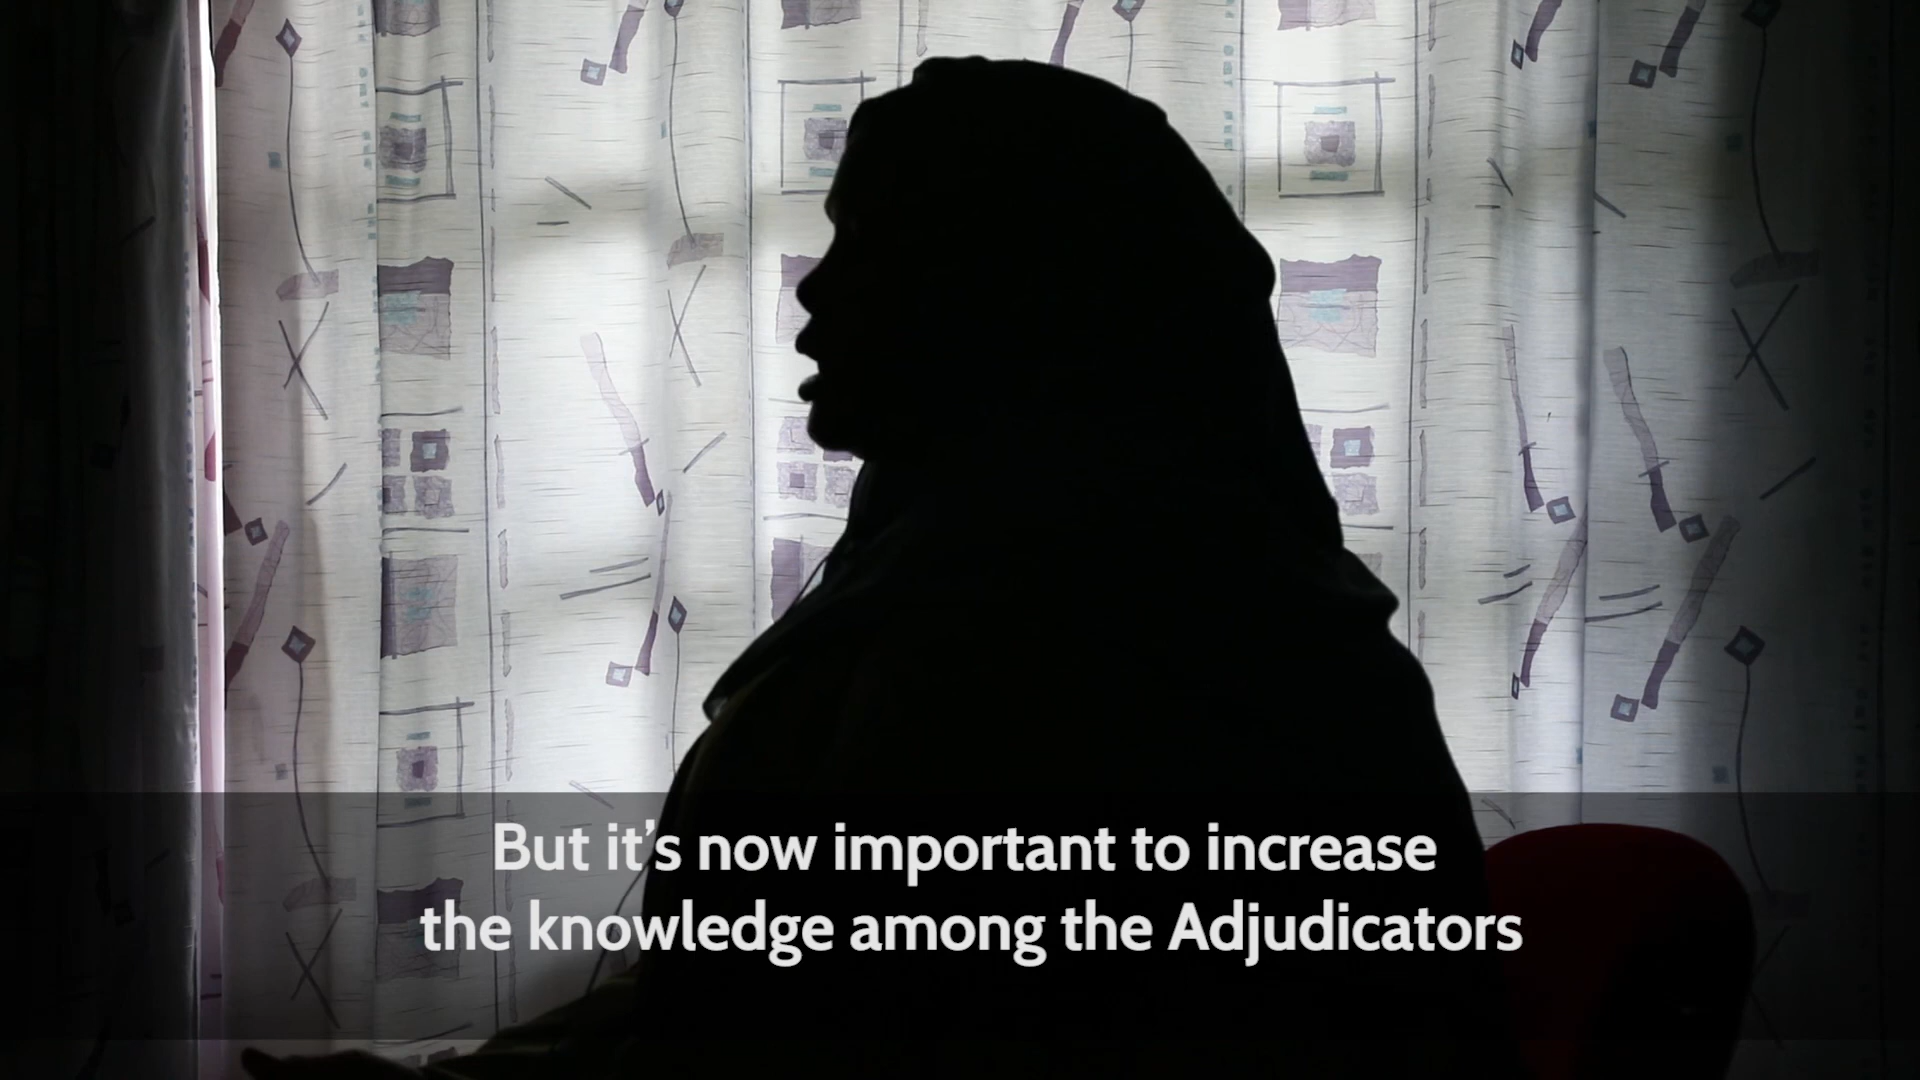 But it’s now important to increase
the knowledge among the Adjudicators